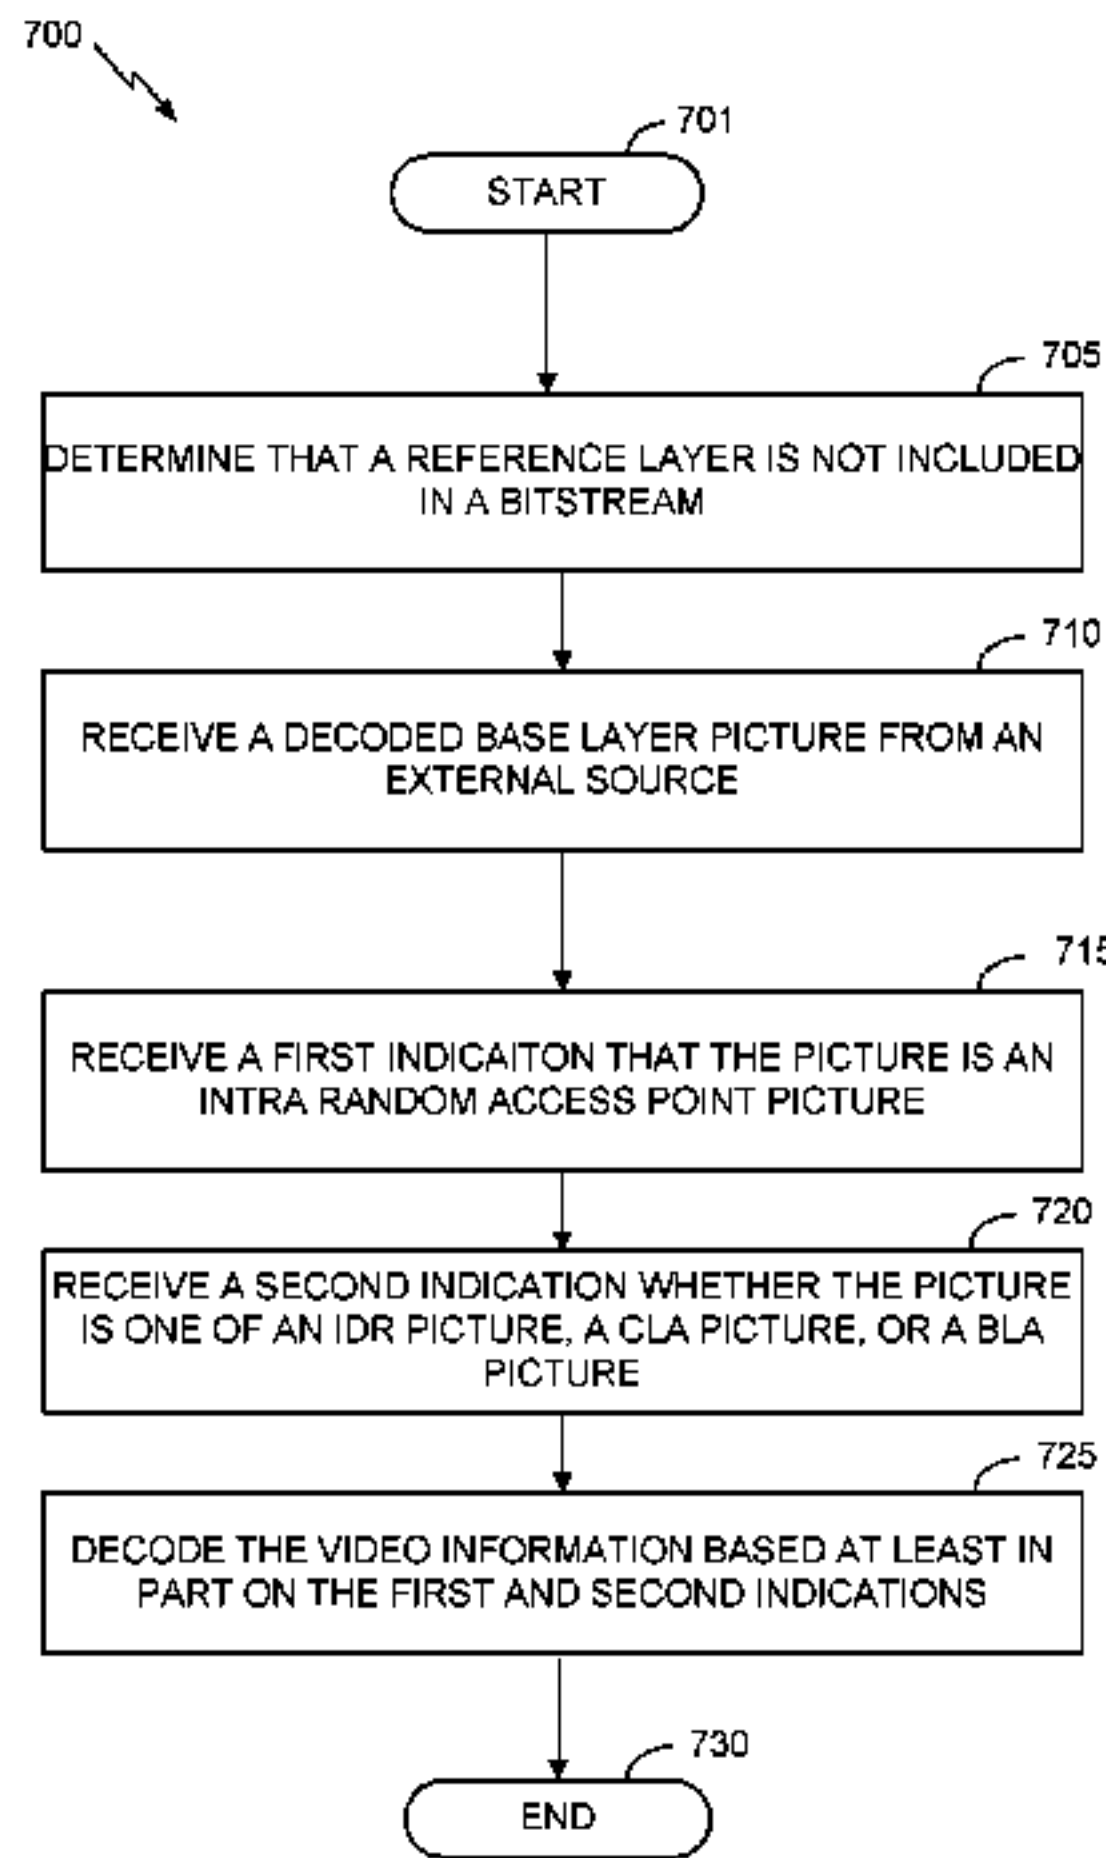 700
701
START
705
DETERMINE THAT A REFERENCE LAYER IS NOT INCLUDED
IN A BITSTREAM
710
RECEIVE A DECODED BASE LAYER PICTURE FROM AN
EXTERNAL SOURCE
715
RECEIVE A FIRST INDICAITON THAT THE PICTURE IS AN
INTRA RANDOM ACCESS POINT PICTURE
720
RECEIVE A SECOND INDICATION WHETHER THE PICTURE
IS ONE OF AN IDR PICTURE, A CLA PICTURE, OR A BLA
PICTURE
725
DECODE THE VIDEO INFORMATION BASED AT LEAST IN
PART ON THE FIRST AND SECOND INDICATIONS
730
END